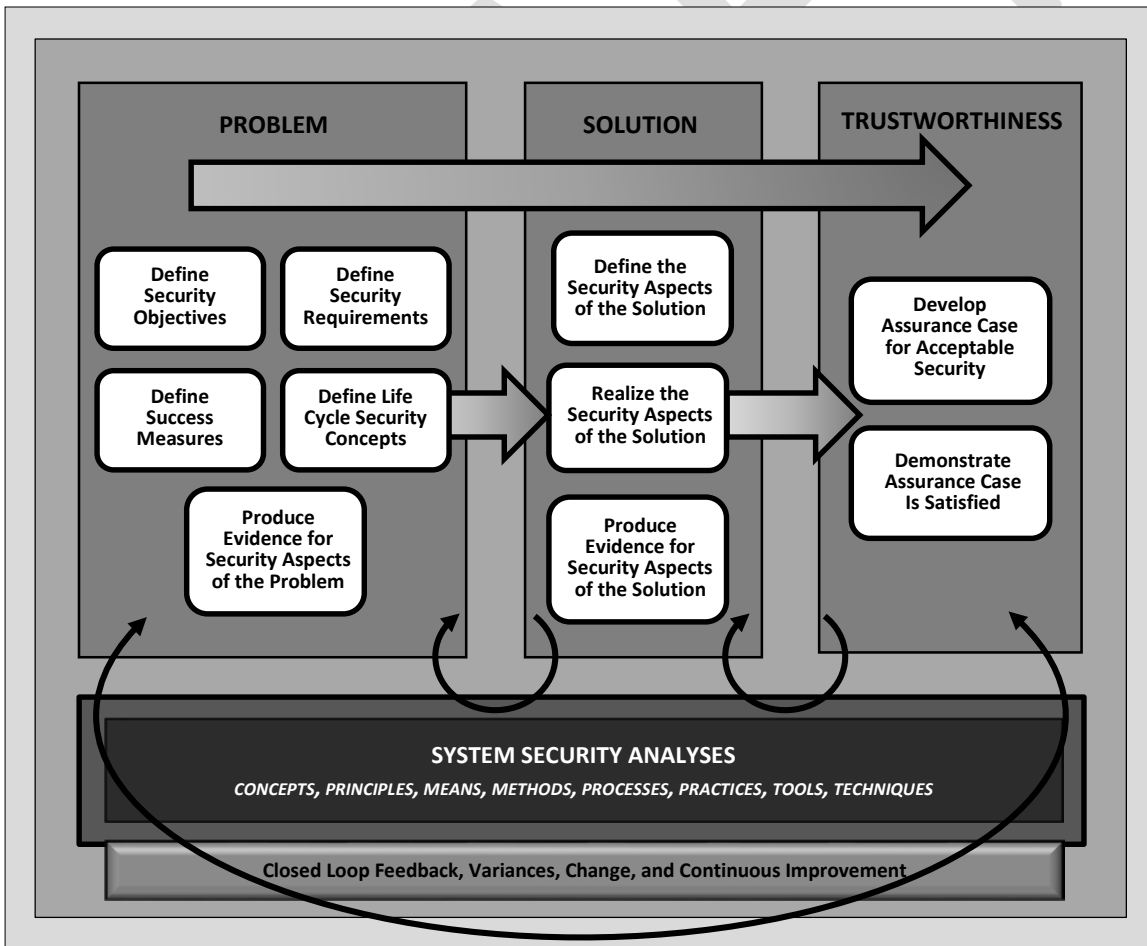 PROBLEM
SOLUTION
TRUSTWORTHINESS
Define
Security
Objectives
Define
Security
Requirements
Define
Success
Measures
Define Life
Cycle Security
Concepts
Produce
Evidence for
Security Aspects
of the Problem
Define the
Security Aspects
of the Solution
Realize the
Security Aspects
of the Solution
Produce
Evidence for
Security Aspects
of the Solution
Develop
Assurance Case
for Acceptable
Security
Demonstrate
Assurance Case
Is Satisfied
SYSTEM SECURITY ANALYSES
CONCEPTS, PRINCIPLES, MEANS, METHODS, PROCESSES, PRACTICES, TOOLS, TECHNIQUES
Closed Loop Feedback, Variances, Change, and Continuous Improvement